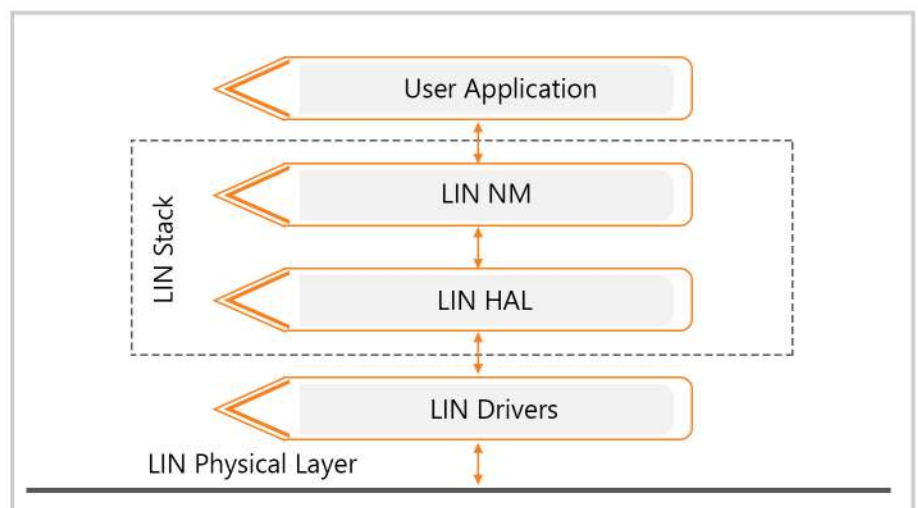 User Application
LIN Stack
LIN NM
LIN HAL
LIN Drivers
LIN Physical Layer